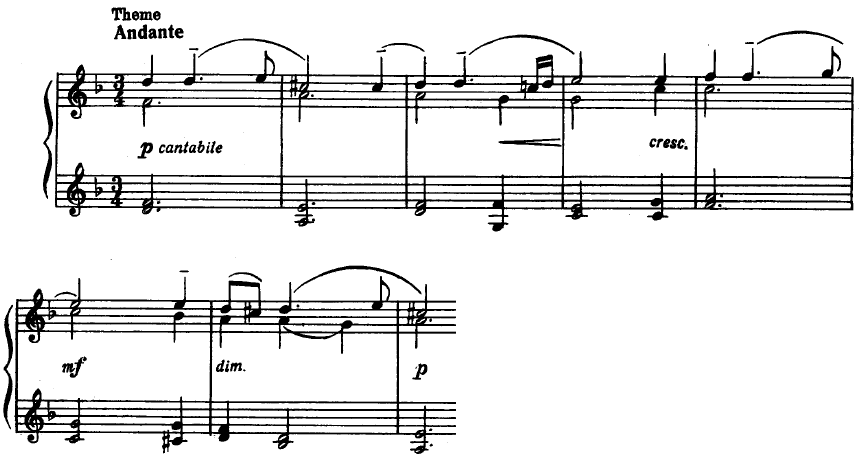 Theme
Andante
p cantabile
cresc.
mf
dim.
p